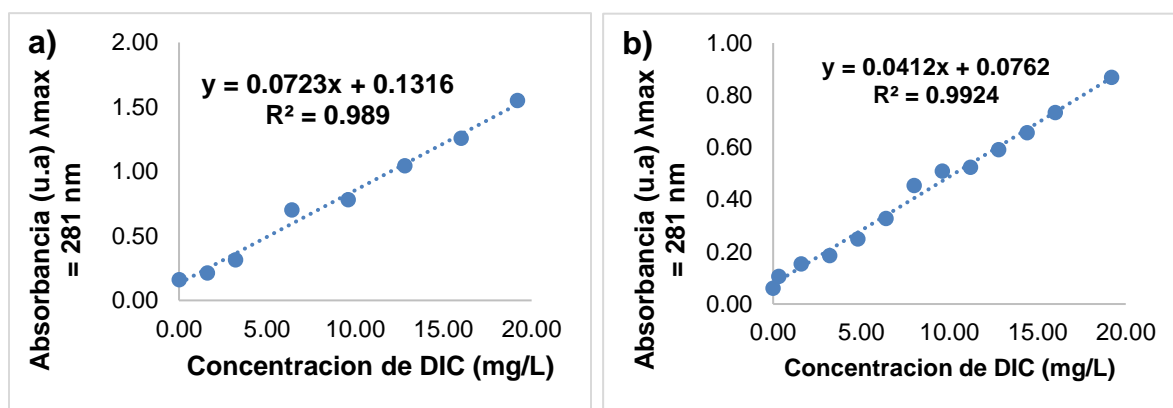 a)
y = 0.0723x + 0.1316
R² = 0.989
Absorbancia (u.a) λmax
= 281 nm
2.00
1.50
1.00
0.50
0.00
0.00 5.00 10.00 15.00 20.00
Concentracion de DIC (mg/L)
b)
y = 0.0412x + 0.0762
R² = 0.9924
Absorbancia (u.a) λmax
= 281 nm
1.00
0.80
0.60
0.40
0.20
0.00
0.00 5.00 10.00 15.00 20.00
Concentracion de DIC (mg/L)